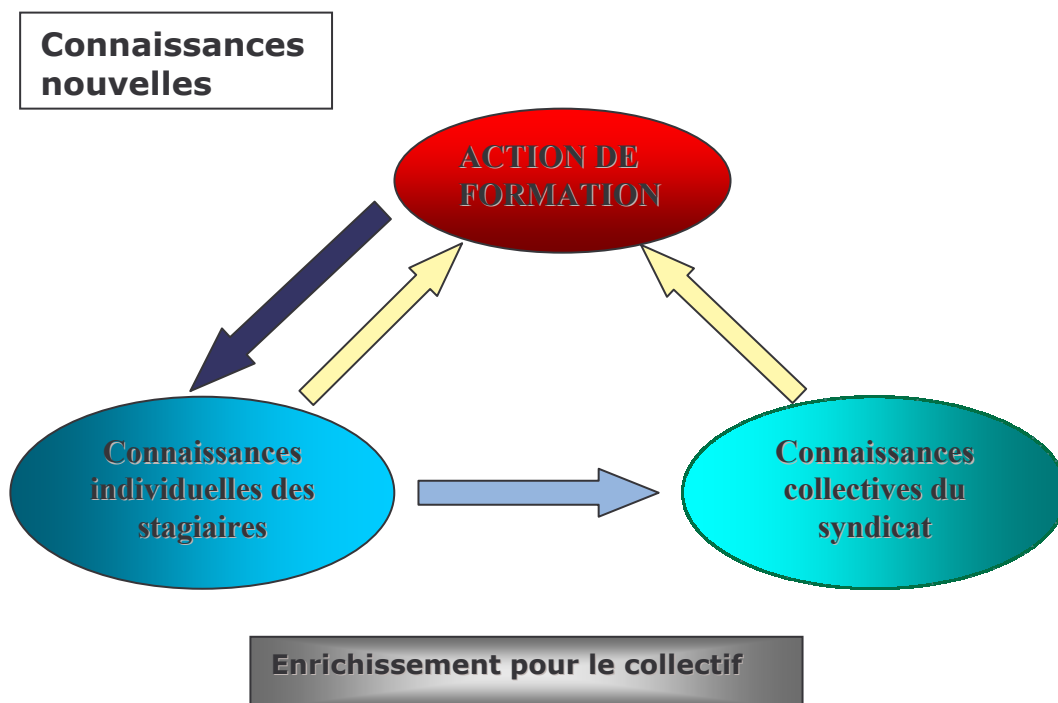 Connaissances
nouvelles
ACTION DE
FORMATION
Connaissances
individuelles des
stagiaires
Connaissances
collectives du
syndicat
Enrichissement pour le collectif